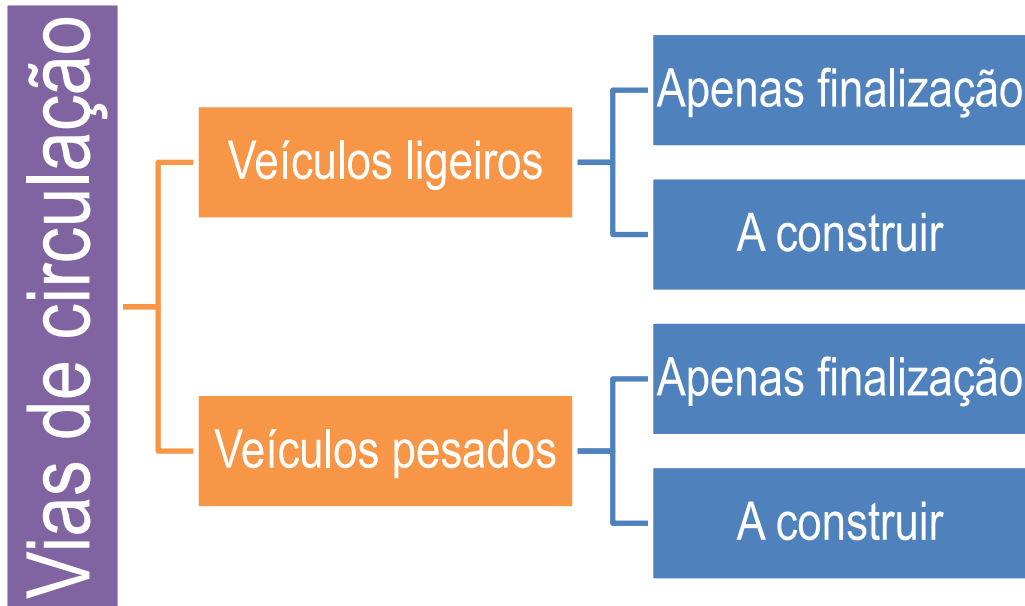 Vias de circulação
Veículos ligeiros
Apenas finalização
A construir
Veículos pesados
Apenas finalização
A construir